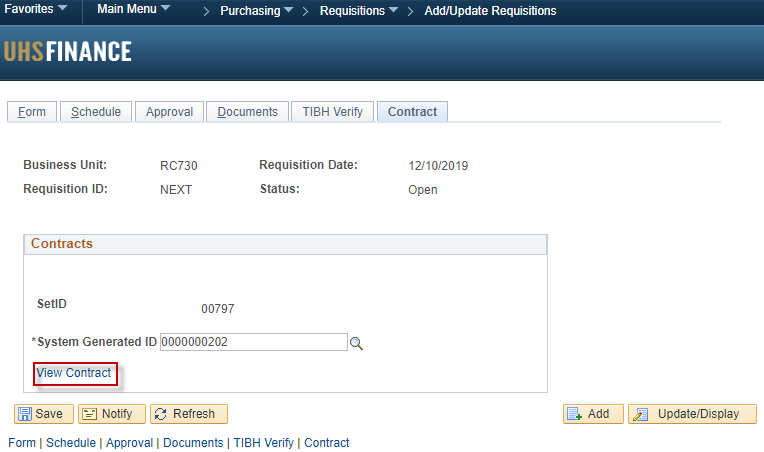 Favorites Main Menu Purchasing Requisitions Add/Update Requisitions
UHSFINANCE
Form Schedule Approval Documents TIBH Verify Contract
Business Unit: RC730 Requisition Date: 12/10/2019
Requisition ID: NEXT Status: Open
Contracts
SetID 00797
*System Generated ID 0000000202
View Contract
Save Notify Refresh Add Update/Display
Form | Schedule | Approval | Documents | TIBH Verify | Contract